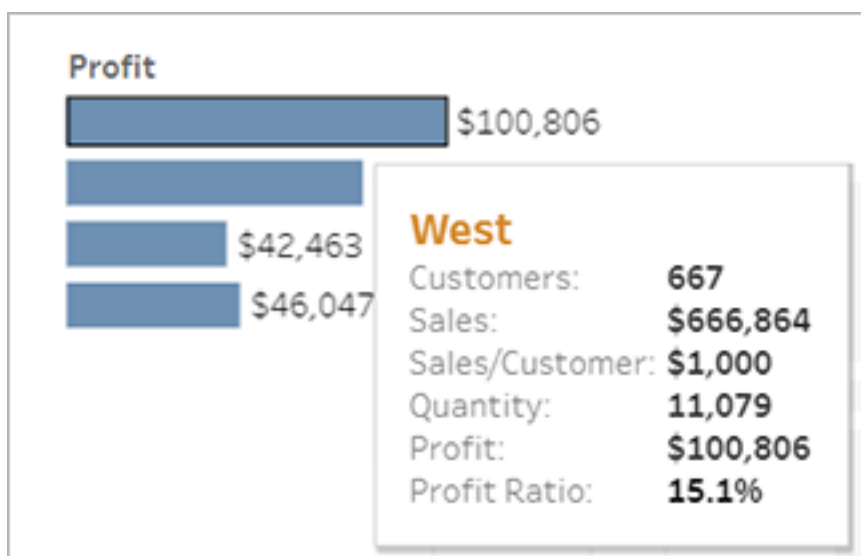 Profit
$100,806
$42,463
$46,047
West
Customers: 667
Sales: $666,864
Sales/Customer: $1,000
Quantity: 11,079
Profit: $100,806
Profit Ratio: 15.1%